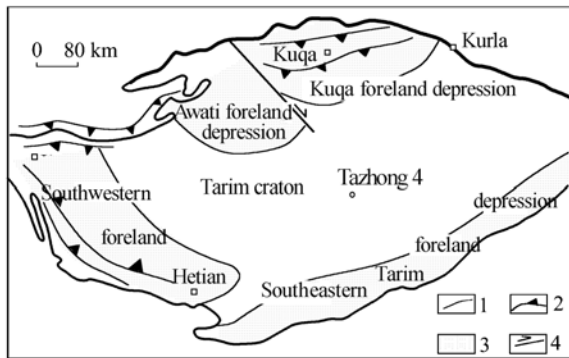 0 80 km
Kuqa
Kurla
Kuqa foreland depression
Awati foreland
depression
Southwestern
foreland
Tarim craton
Tazhong 4
depression
foreland
Tarim
Southeastern
Hetian
1
2
3
4